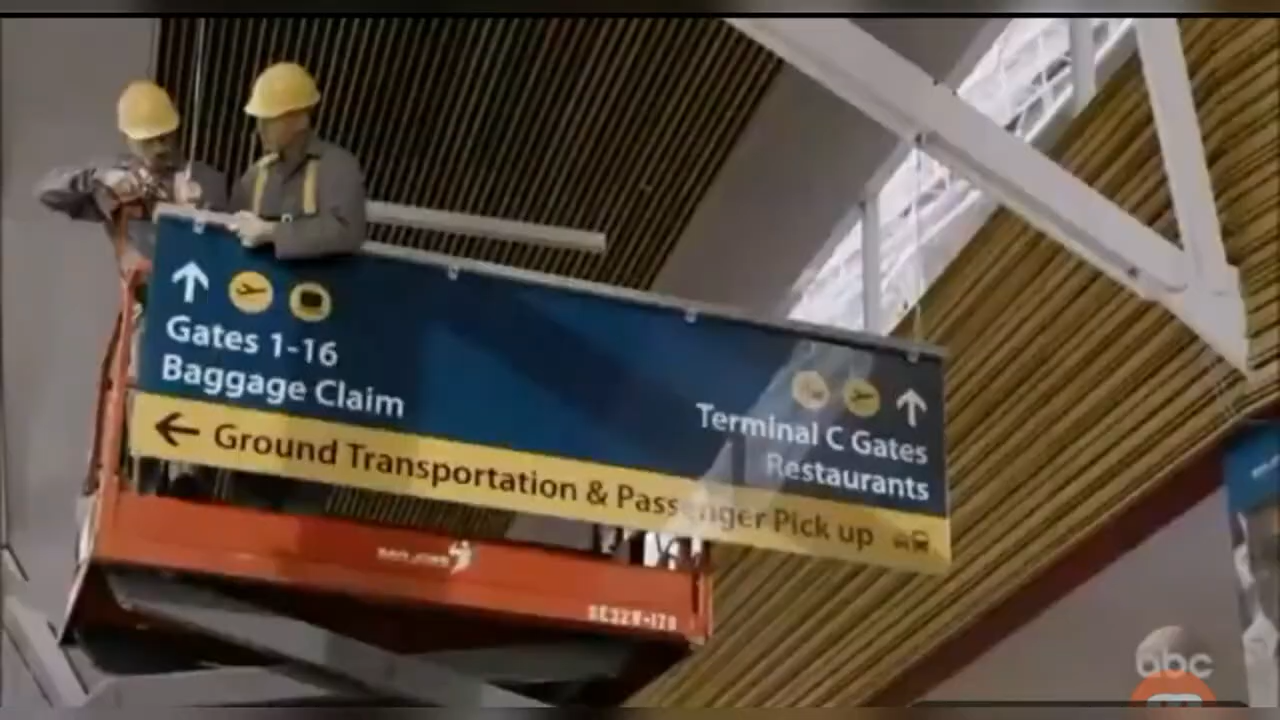 Gates 1-16
Baggage Claim
Terminal C Gates
Restaurants
Ground Transportation & Passenger Pick up
abc